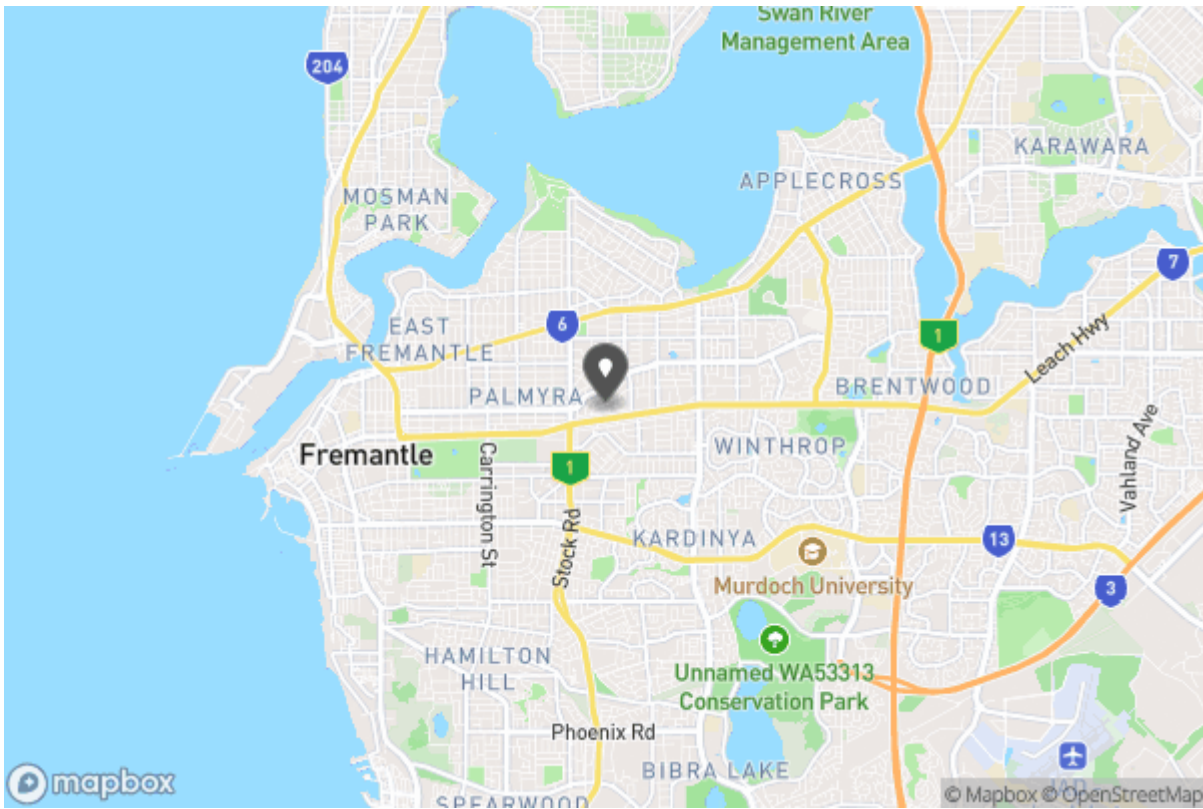 Swan River
Management Area
204
KARAWARA
APPLECROSS
MOSMAN
PARK
7
6
EAST
FREMANTLE
1
Leach Hwy
BRENTWOOD
PALMYRA
Fremantle
WINTHROP
Vahland Ave
Carrington St
1
Stock Rd
KARDINYA
13
Murdoch University
3
HAMILTON
HILL
Unnamed WA53313
Conservation Park
Phoenix Rd
BIBRA LAKE
mapbox
SPEARWOOD
© Mapbox © OpenStreetMap